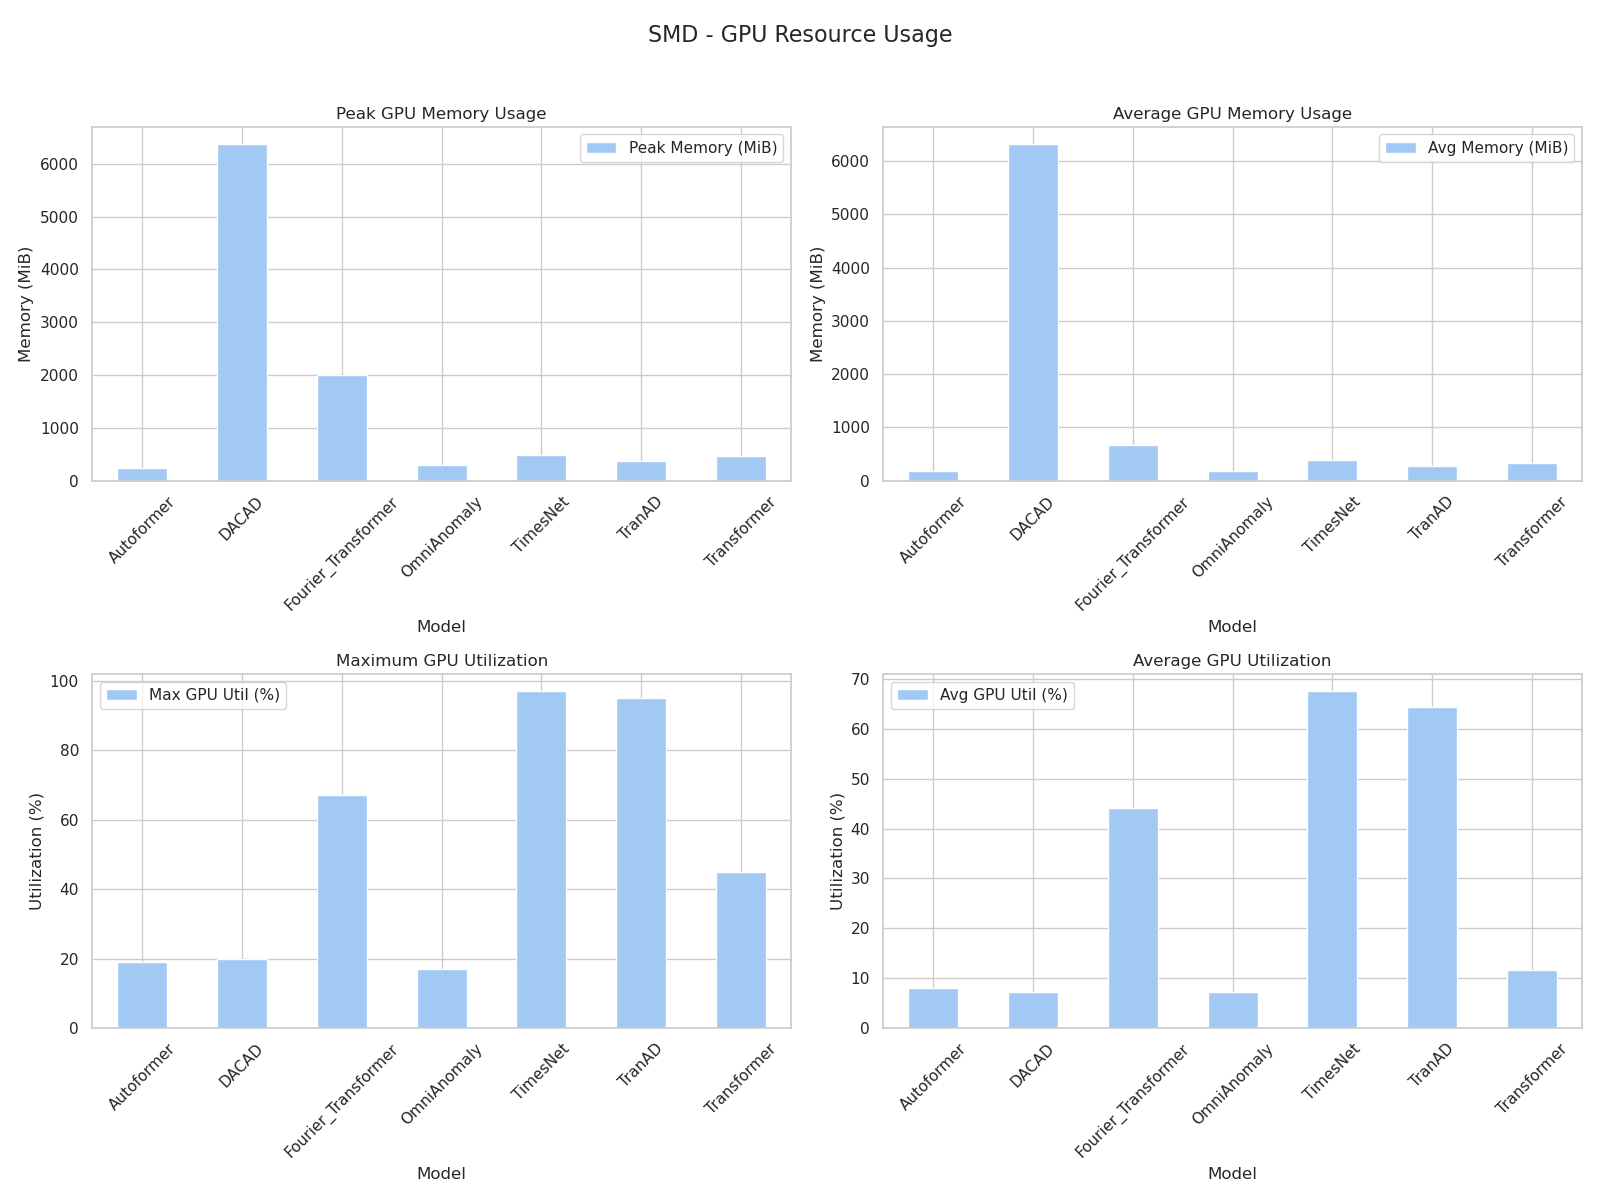 SMD - GPU Resource Usage
Peak GPU Memory Usage
Peak Memory (MiB)
Memory (MiB)
6000
5000
4000
3000
2000
1000
0
Autoformer
DACAD
Fourier_Transformer
OmniAnomaly
TimesNet
TranAD
Transformer
Model
Average GPU Memory Usage
Avg Memory (MiB)
Memory (MiB)
6000
5000
4000
3000
2000
1000
0
Autoformer
DACAD
Fourier_Transformer
OmniAnomaly
TimesNet
TranAD
Transformer
Model
Maximum GPU Utilization
Max GPU Util (%)
Utilization (%)
100
80
60
40
20
0
Autoformer
DACAD
Fourier_Transformer
OmniAnomaly
TimesNet
TranAD
Transformer
Model
Average GPU Utilization
Avg GPU Util (%)
Utilization (%)
70
60
50
40
30
20
10
0
Autoformer
DACAD
Fourier_Transformer
OmniAnomaly
TimesNet
TranAD
Transformer
Model